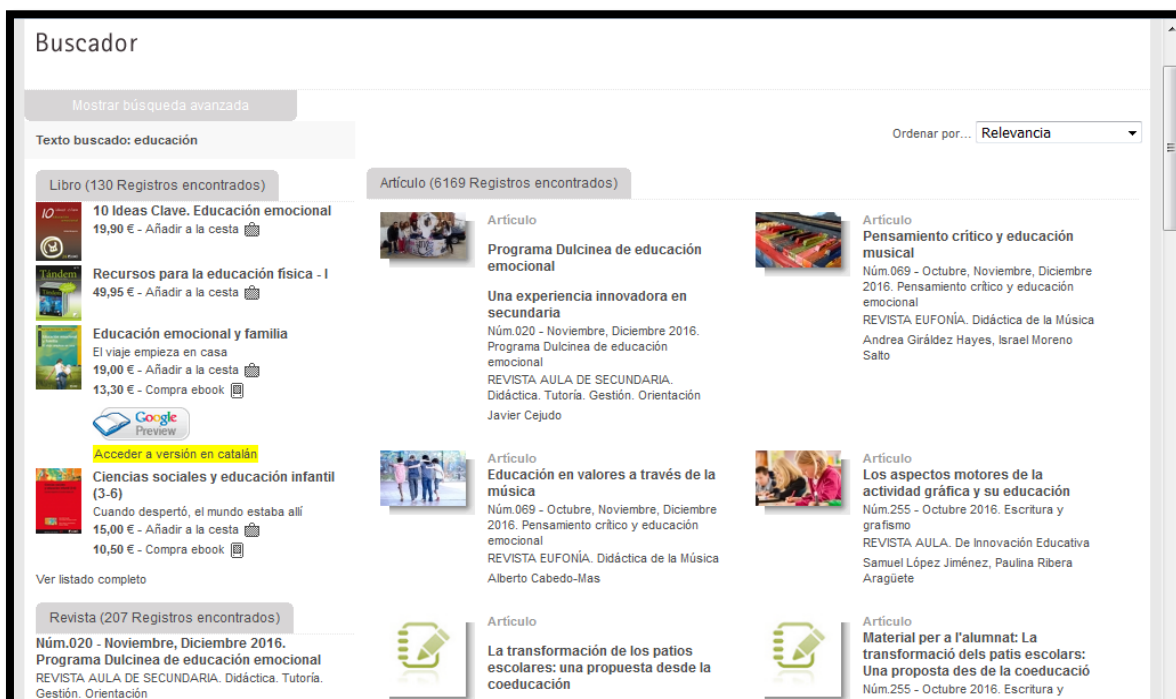 Buscador
Mostrar búsqueda avanzada
Texto buscado: educación
Ordenar por... Relevancia
Libro (130 Registros encontrados)
10 Ideas Clave. Educación emocional
19,90 € - Añadir a la cesta
Recursos para la educación física - I
49,95 € - Añadir a la cesta
Educación emocional y familia
El viaje empieza en casa
19,00 € - Añadir a la cesta
13,30 € - Compra ebook
Google
Preview
Acceder a versión en catalán
Ciencias sociales y educación infantil
(3-6)
Cuando despertó, el mundo estaba allí
15,00 € - Añadir a la cesta
10,50 € - Compra ebook
Ver listado completo
Revista (207 Registros encontrados)
Núm.020 - Noviembre, Diciembre 2016.
Programa Dulcinea de educación emocional
REVISTA AULA DE SECUNDARIA. Didáctica. Tutoría.
Gestión. Orientación
Artículo (6169 Registros encontrados)
Artículo
Programa Dulcinea de educación
emocional
Una experiencia innovadora en
secundaria
Núm.020 - Noviembre, Diciembre 2016.
Programa Dulcinea de educación
emocional
REVISTA AULA DE SECUNDARIA.
Didáctica. Tutoría. Gestión. Orientación
Javier Cejudo
Artículo
Pensamiento crítico y educación
musical
Núm.069 - Octubre, Noviembre, Diciembre
2016. Pensamiento crítico y educación
emocional
REVISTA EUFONÍA. Didáctica de la Música
Andrea Giráldez Hayes, Israel Moreno
Salto
Artículo
Educación en valores a través de la
música
Núm.069 - Octubre, Noviembre, Diciembre
2016. Pensamiento crítico y educación
emocional
REVISTA EUFONÍA. Didáctica de la Música
Alberto Cabedo-Mas
Artículo
Los aspectos motores de la
actividad gráfica y su educación
Núm.255 - Octubre 2016. Escritura y
grafismo
REVISTA AULA. De Innovación Educativa
Samuel López Jiménez, Paulina Ribera
Aragüete
Artículo
La transformación de los patios
escolares: una propuesta desde la
coeducación
Artículo
Material per a l'alumnat: La
transformació dels patis escolars:
Una proposta des de la coeducació
Núm.255 - Octubre 2016. Escritura y